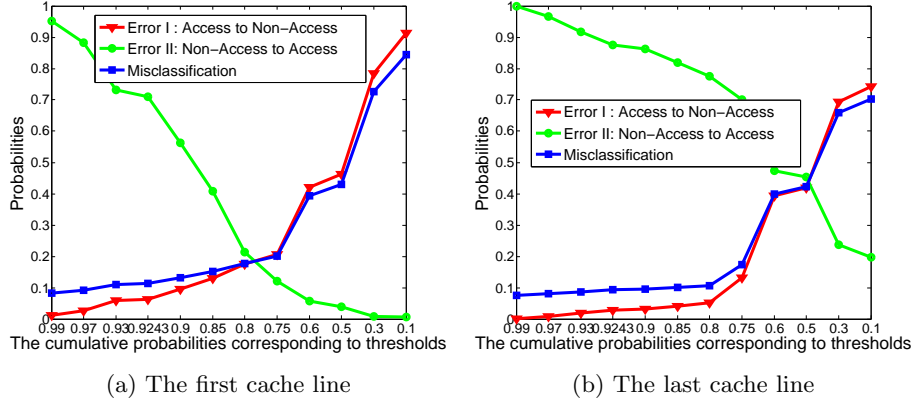 1
0.9
0.8
0.7
0.6
0.5
0.4
0.3
0.2
0.1
0
Probabilities
Error I : Access to Non−Access
Error II: Non−Access to Access
Misclassification
0.99 0.97 0.93 0.9243 0.9 0.85 0.8 0.75 0.6 0.5 0.3 0.1
The cumulative probabilities corresponding to thresholds
(a) The first cache line
1
0.9
0.8
0.7
0.6
0.5
0.4
0.3
0.2
0.1
0
Probabilities
Error I : Access to Non−Access
Error II: Non−Access to Access
Misclassification
0.99 0.97 0.93 0.9243 0.9 0.85 0.8 0.75 0.6 0.5 0.3 0.1
The cumulative probabilities corresponding to thresholds
(b) The last cache line